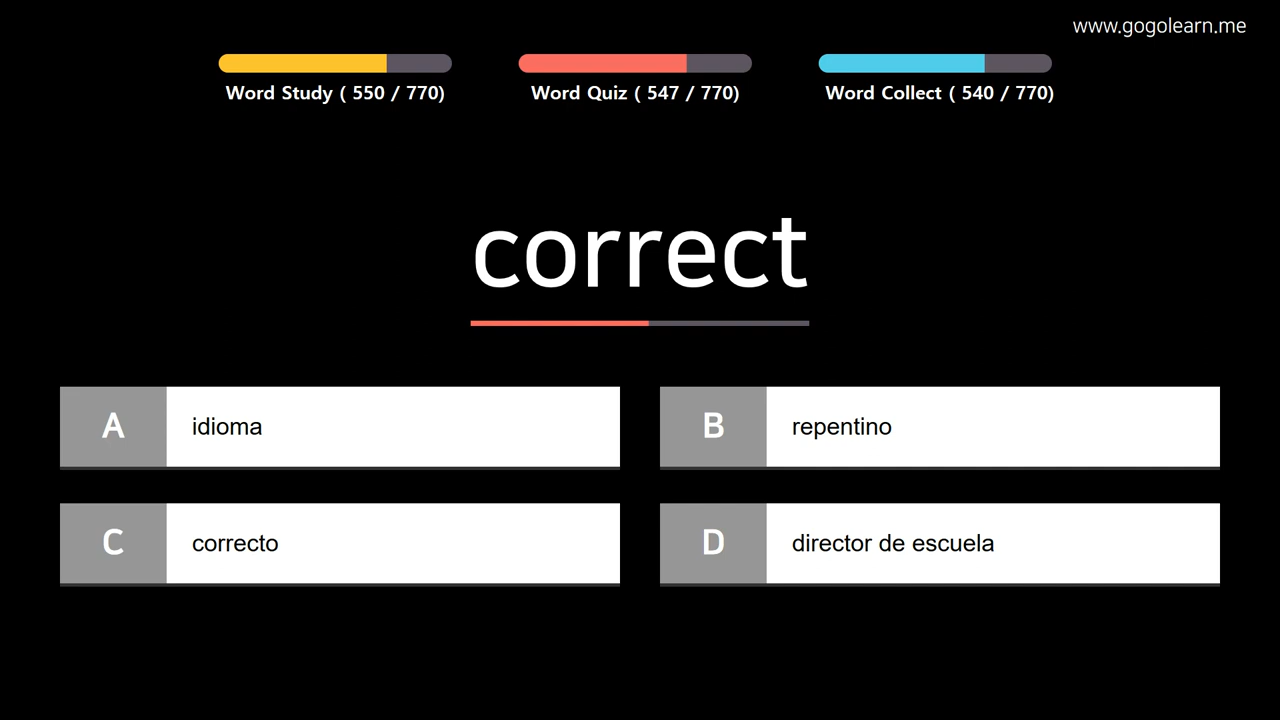 www.gogolearn.me
Word Study ( 550 / 770)
Word Quiz ( 547 / 770)
Word Collect ( 540 / 770)
correct
A idioma
B repentino
C correcto
D director de escuela